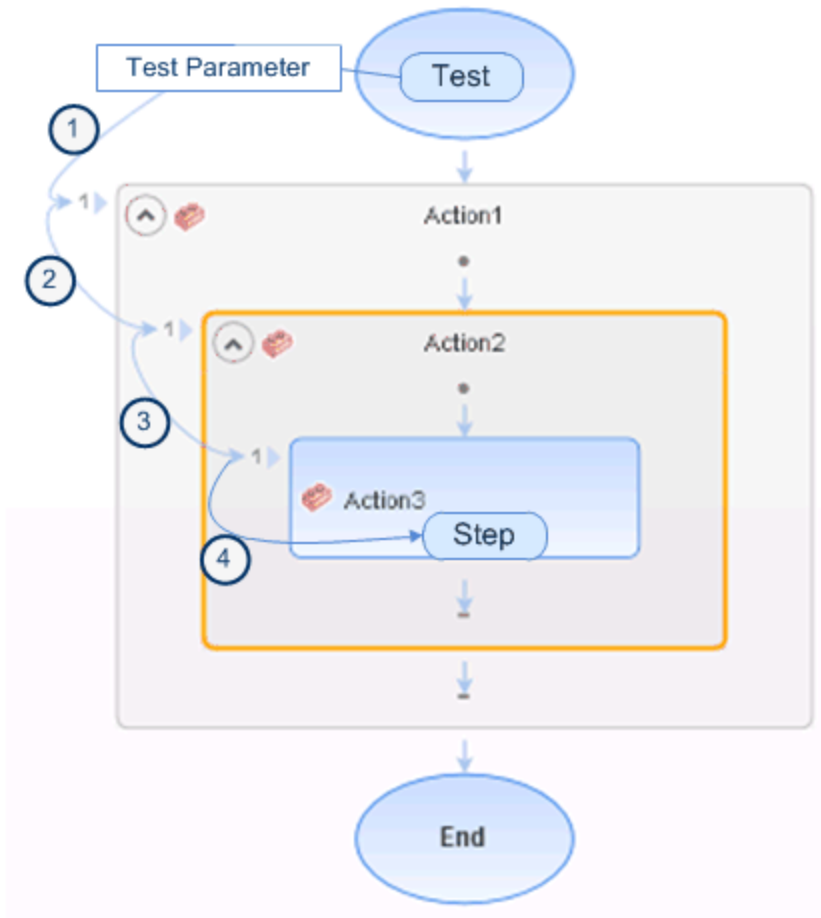 Test Parameter
Test
1
1
Action1
2
1
Action2
3
1
Action3
Step
4
End